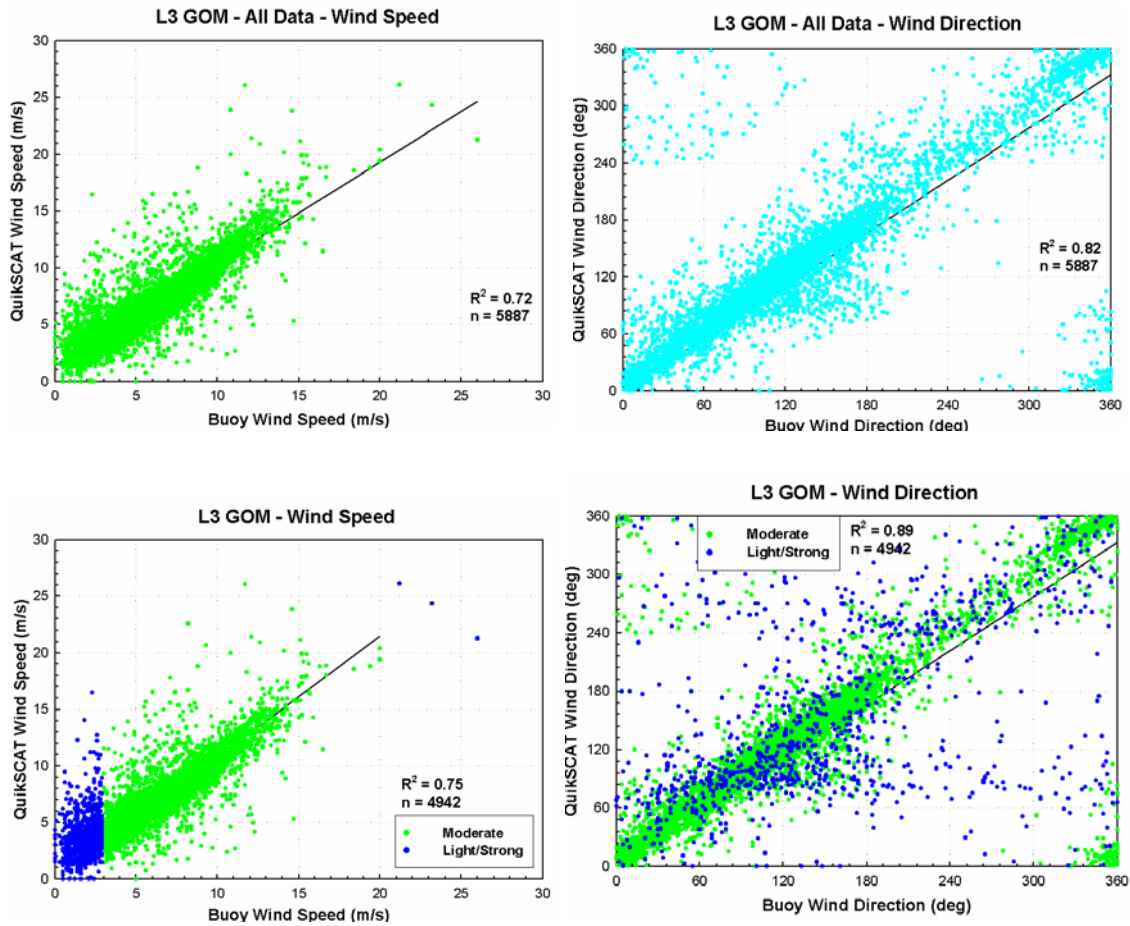 L3 GOM - All Data - Wind Speed
30
25
20
15
10
5
0
QuikSCAT Wind Speed (m/s)
R² = 0.72
n = 5887
0 5 10 15 20 25 30
Buoy Wind Speed (m/s)
L3 GOM - All Data - Wind Direction
360
300
240
180
120
60
0
QuikSCAT Wind Direction (deg)
R² = 0.82
n = 5887
0 60 120 180 240 300 360
Buoy Wind Direction (deg)
L3 GOM - Wind Speed
30
25
20
15
10
5
0
QuikSCAT Wind Speed (m/s)
R² = 0.75
n = 4942
Moderate
Light/Strong
0 5 10 15 20 25 30
Buoy Wind Speed (m/s)
L3 GOM - Wind Direction
360
300
240
180
120
60
0
QuikSCAT Wind Direction (deg)
Moderate
Light/Strong
R² = 0.89
n = 4942
0 60 120 180 240 300 360
Buoy Wind Direction (deg)